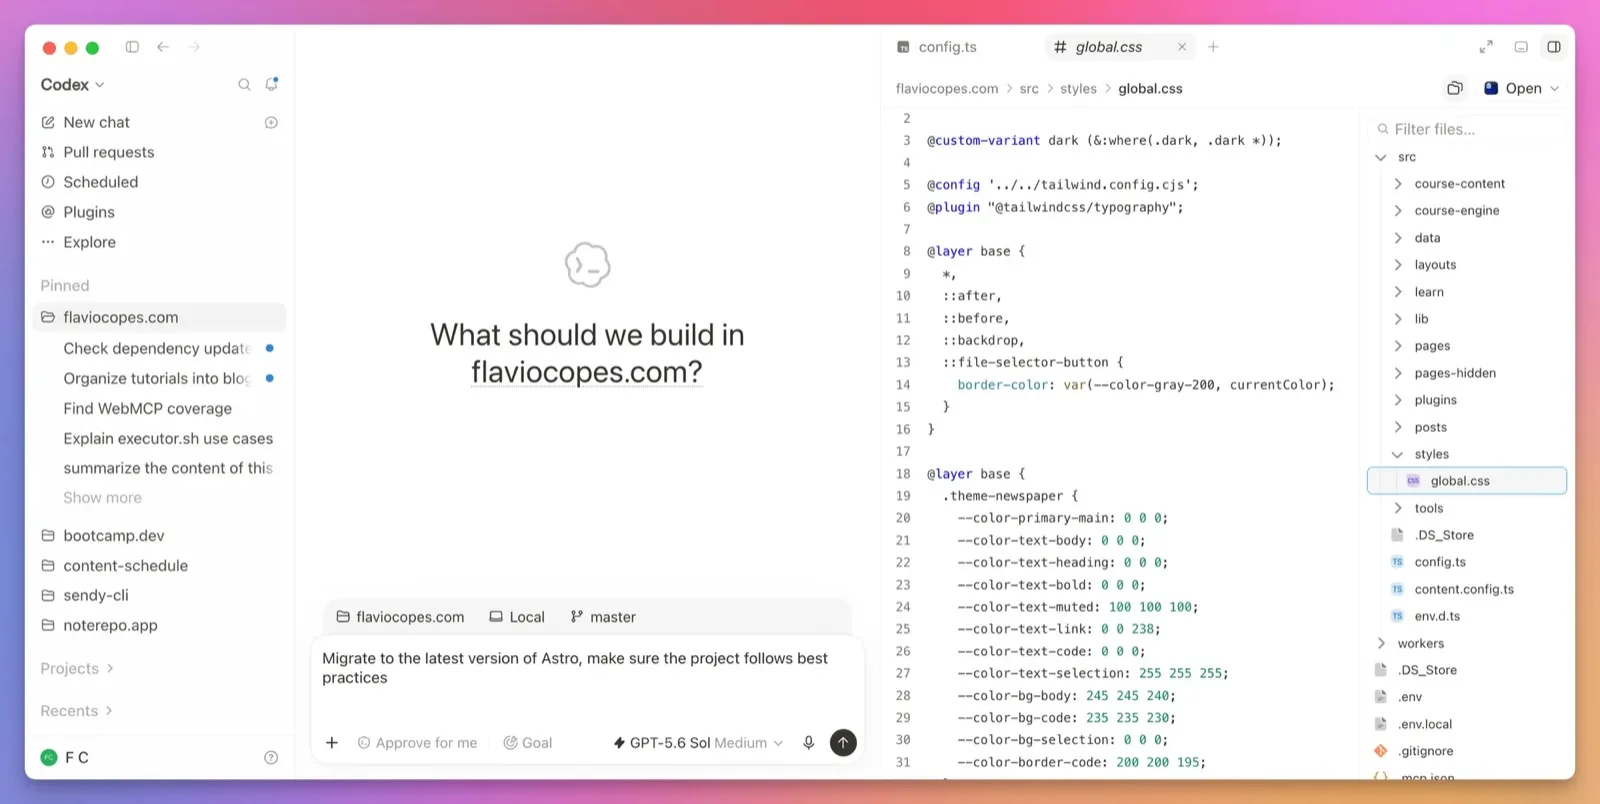 Codex
New chat
Pull requests
Scheduled
Plugins
Explore
Pinned
flaviocopes.com
Check dependency update
Organize tutorials into blog
Find WebMCP coverage
Explain executor.sh use cases
summarize the content of this
Show more
bootcamp.dev
content-schedule
sendy-cli
noterepo.app
Projects
Recents
FC F C
What should we build in
flaviocopes.com?
flaviocopes.com Local master
Migrate to the latest version of Astro, make sure the project follows best
practices
Approve for me Goal GPT-5.6 Sol Medium
config.ts # global.css
flaviocopes.com > src > styles > global.css
Open
2
3 @custom-variant dark (&:where(.dark, .dark *));
4
5 @config '../../tailwind.config.cjs';
6 @plugin "@tailwindcss/typography";
7
8 @layer base {
9 *,
10 ::after,
11 ::before,
12 ::backdrop,
13 ::file-selector-button {
14 border-color: var(--color-gray-200, currentColor);
15 }
16 }
17
18 @layer base {
19 .theme-newspaper {
20 --color-primary-main: 0 0 0;
21 --color-text-body: 0 0 0;
22 --color-text-heading: 0 0 0;
23 --color-text-bold: 0 0 0;
24 --color-text-muted: 100 100 100;
25 --color-text-link: 0 0 238;
26 --color-text-code: 0 0 0;
27 --color-text-selection: 255 255 255;
28 --color-bg-body: 245 245 240;
29 --color-bg-code: 235 235 230;
30 --color-bg-selection: 0 0 0;
31 --color-border-code: 200 200 195;
Filter files...
src
course-content
course-engine
data
layouts
learn
lib
pages
pages-hidden
plugins
posts
styles
css global.css
tools
.DS_Store
TS config.ts
TS content.config.ts
TS env.d.ts
workers
.DS_Store
.env
.env.local
.gitignore
.mcp.json